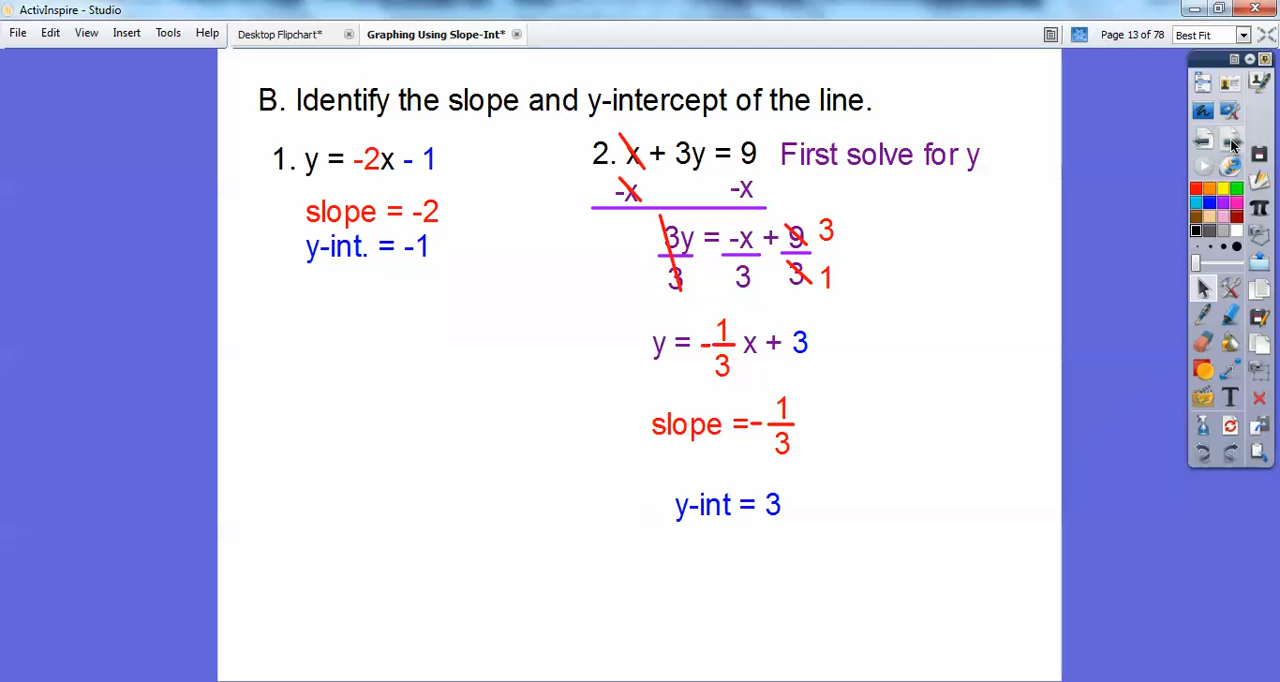 ActivInspire - Studio
File Edit View Insert Tools Help
Desktop Flipchart* Graphing Using Slope-Int* Page 13 of 78 Best Fit
B. Identify the slope and y-intercept of the line.
1. y = -2x - 1
slope = -2
y-int. = -1
2. x + 3y = 9 First solve for y
-x -x
3y = -x + 9 3
3 3 3 1
y = -1/3 x + 3
slope = -1/3
y-int = 3